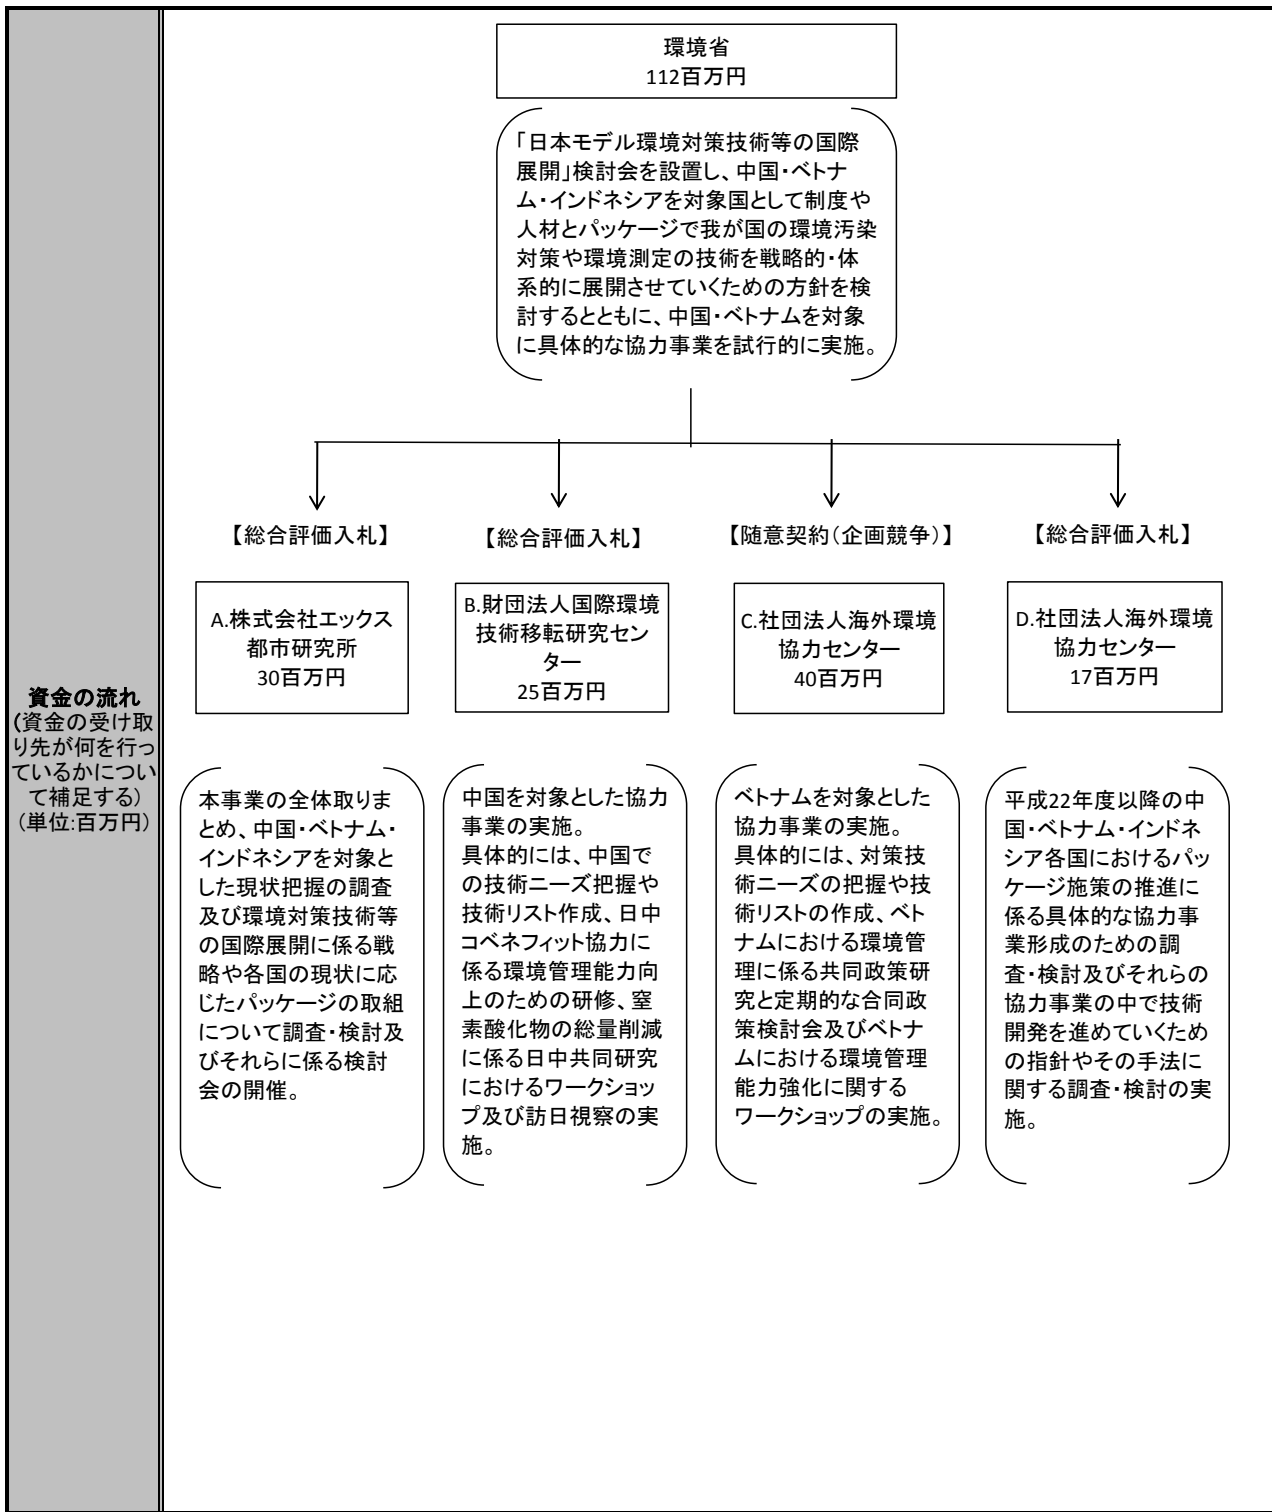 環境省
112百万円
「日本モデル環境対策技術等の国際
展開」検討会を設置し、中国・ベトナ
ム・インドネシアを対象国として制度や
人材とパッケージで我が国の環境汚染
対策や環境測定の技術を戦略的・体
系的に展開させていくための方針を検
討するとともに、中国・ベトナムを対象
に具体的な協力事業を試行的に実施。
【総合評価入札】
【総合評価入札】
【随意契約(企画競争)】
【総合評価入札】
A.株式会社エックス
都市研究所
30百万円
B.財団法人国際環境
技術移転研究セン
ター
25百万円
C.社団法人海外環境
協力センター
40百万円
D.社団法人海外環境
協力センター
17百万円
資金の流れ
(資金の受け取
り先が何を行っ
ているかについ
て補足する)
(単位:百万円)
本事業の全体取りま
とめ、中国・ベトナム・
インドネシアを対象と
した現状把握の調査
及び環境対策技術等
の国際展開に係る戦
略や各国の現状に応
じたパッケージの取組
について調査・検討及
びそれらに係る検討
会の開催。
中国を対象とした協力
事業の実施。
具体的には、中国で
の技術ニーズ把握や
技術リスト作成、日中
コベネフィット協力に
係る環境管理能力向
上のための研修、窒
素酸化物の総量削減
に係る日中共同研究
におけるワークショッ
プ及び訪日視察の実
施。
ベトナムを対象とした
協力事業の実施。
具体的には、対策技
術ニーズの把握や技
術リストの作成、ベト
ナムにおける環境管
理に係る共同政策研
究と定期的な合同政
策検討会及びベトナ
ムにおける環境管理
能力強化に関する
ワークショップの実施。
平成22年度以降の中
国・ベトナム・インドネ
シア各国におけるパッ
ケージ施策の推進に
係る具体的な協力事
業形成のための調
査・検討及びそれらの
協力事業の中で技術
開発を進めていくため
の指針やその手法に
関する調査・検討の実
施。